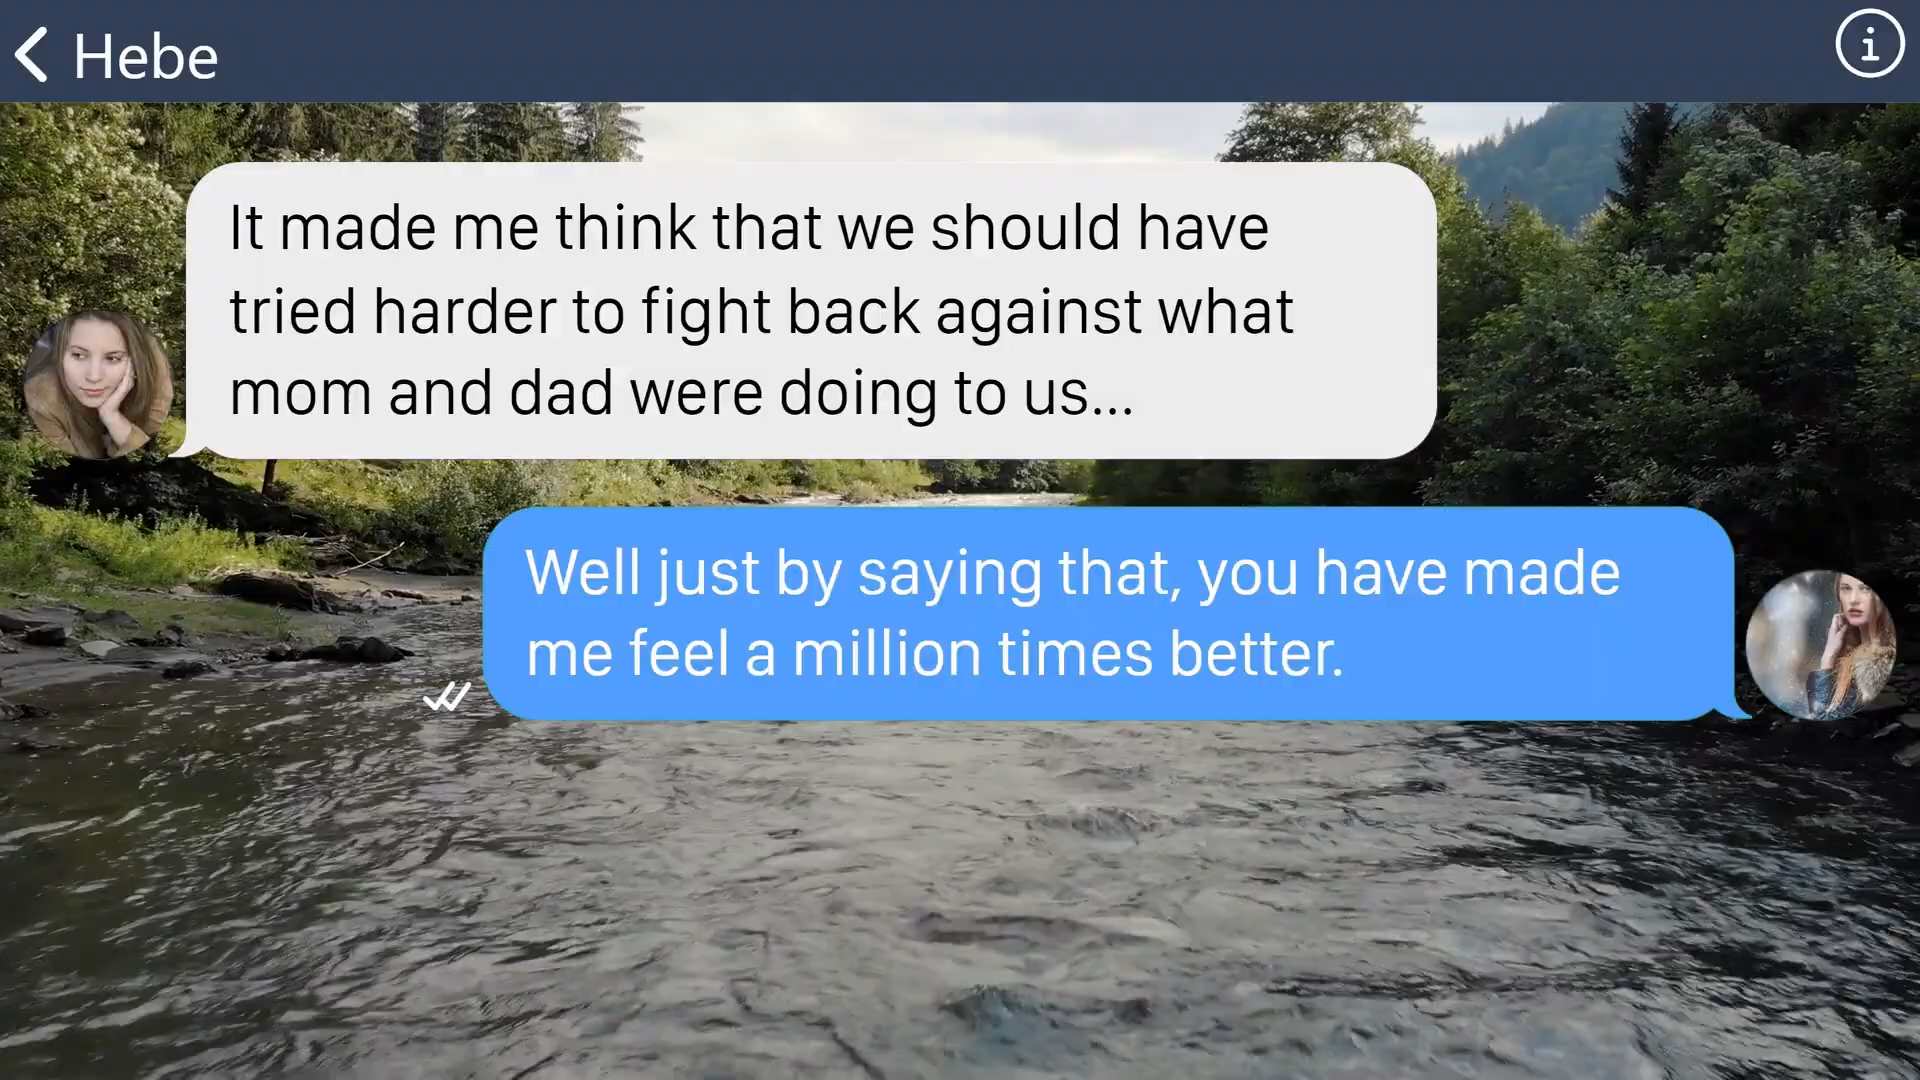 Hebe
It made me think that we should have
tried harder to fight back against what
mom and dad were doing to us...
Well just by saying that, you have made
me feel a million times better.